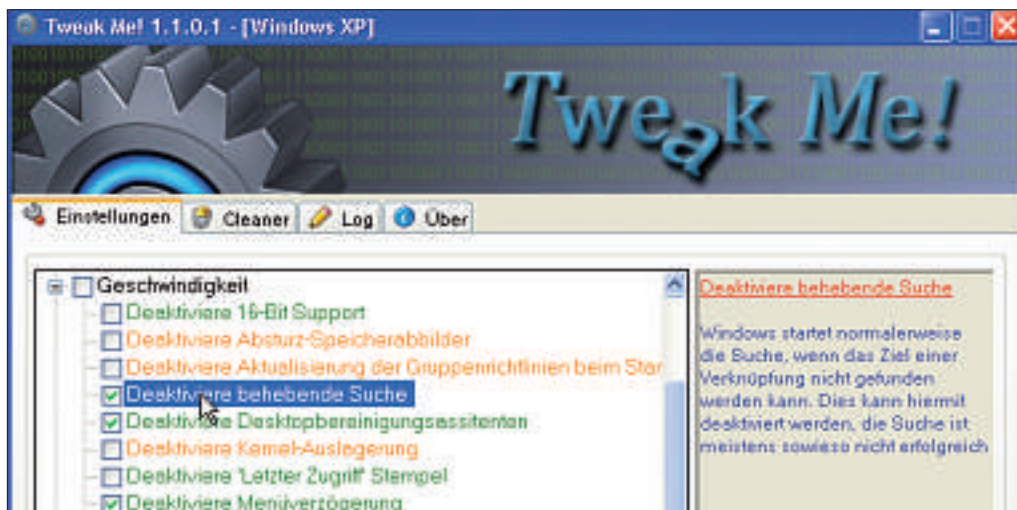 Tweak Me! 1.1.0.1 - [Windows XP]
Tweak Me!
Einstellungen Cleaner Log Über
Geschwindigkeit
Deaktiviere 16-Bit Support
Deaktiviere Absturz-Speicherabbilder
Deaktiviere Aktualisierung der Gruppenrichtlinien beim Star
Deaktiviere behebende Suche
Deaktiviere Desktopbereinigungsassitenten
Deaktiviere Kernel-Auslagerung
Deaktiviere 'Letzter Zugriff' Stempel
Deaktiviere Menüverzögerung
Deaktiviere behebende Suche
Windows startet normalerweise
die Suche, wenn das Ziel einer
Verknüpfung nicht gefunden
werden kann. Dies kann hiermit
deaktiviert werden, die Suche ist
meistens sowieso nicht erfolgreich